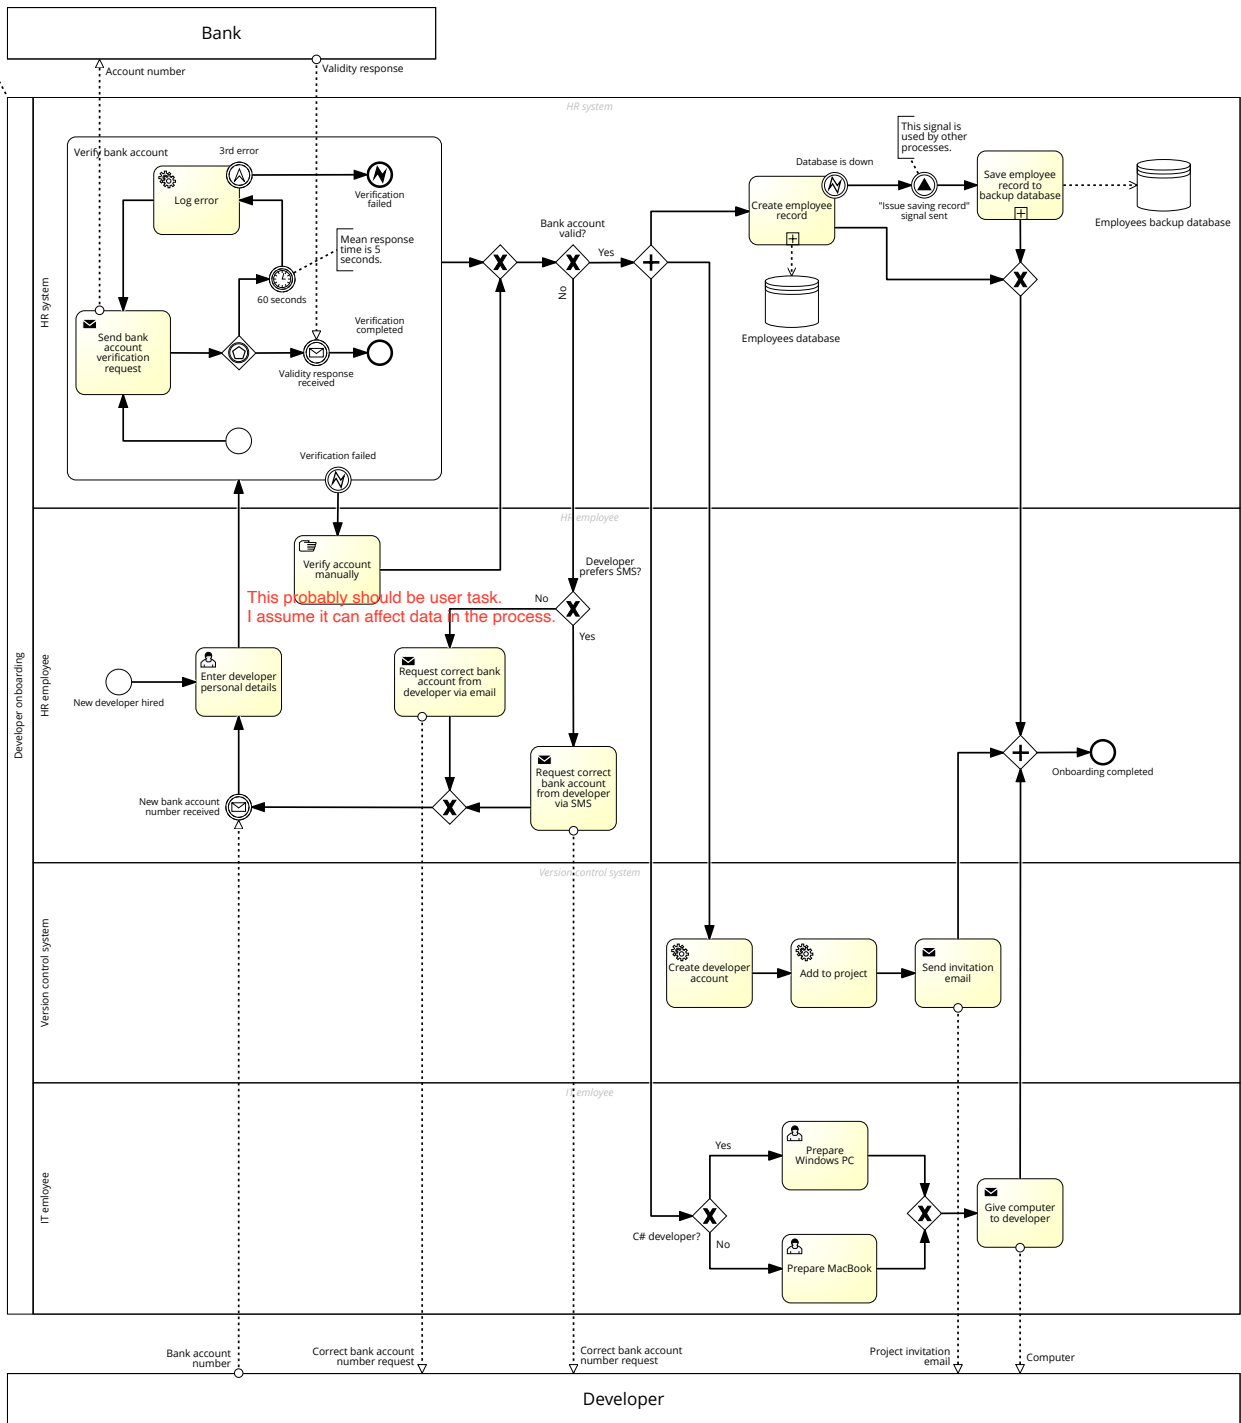 Bank
Account number
Validity response
HR system
Verify bank account
3rd error
Log error
Verification
failed
Mean response
time is 5
seconds.
60 seconds
Send bank
account
verification
request
Verification
completed
Validity response
received
Verification failed
HR system
Bank account
valid?
Yes
No
This signal is
used by other
processes.
Database is down
Create employee
record
"Issue saving record"
signal sent
Save employee
record to
backup database
Employees backup database
Employees database
Developer onboarding
HR employee
HR employee
Verify account
manually
Developer
prefers SMS?
This probably should be user task.
I assume it can affect data in the process.
No
Yes
New developer hired
Enter developer
personal details
Request correct bank
account from
developer via email
Request correct
bank account
from developer
via SMS
New bank account
number received
Onboarding completed
Version control system
Version control system
Create developer
account
Add to project
Send invitation
email
IT emloyee
IT emloyee
Yes
Prepare
Windows PC
C# developer?
No
Prepare MacBook
Give computer
to developer
Bank account
number
Correct bank account
number request
Correct bank account
number request
Project invitation
email
Computer
Developer